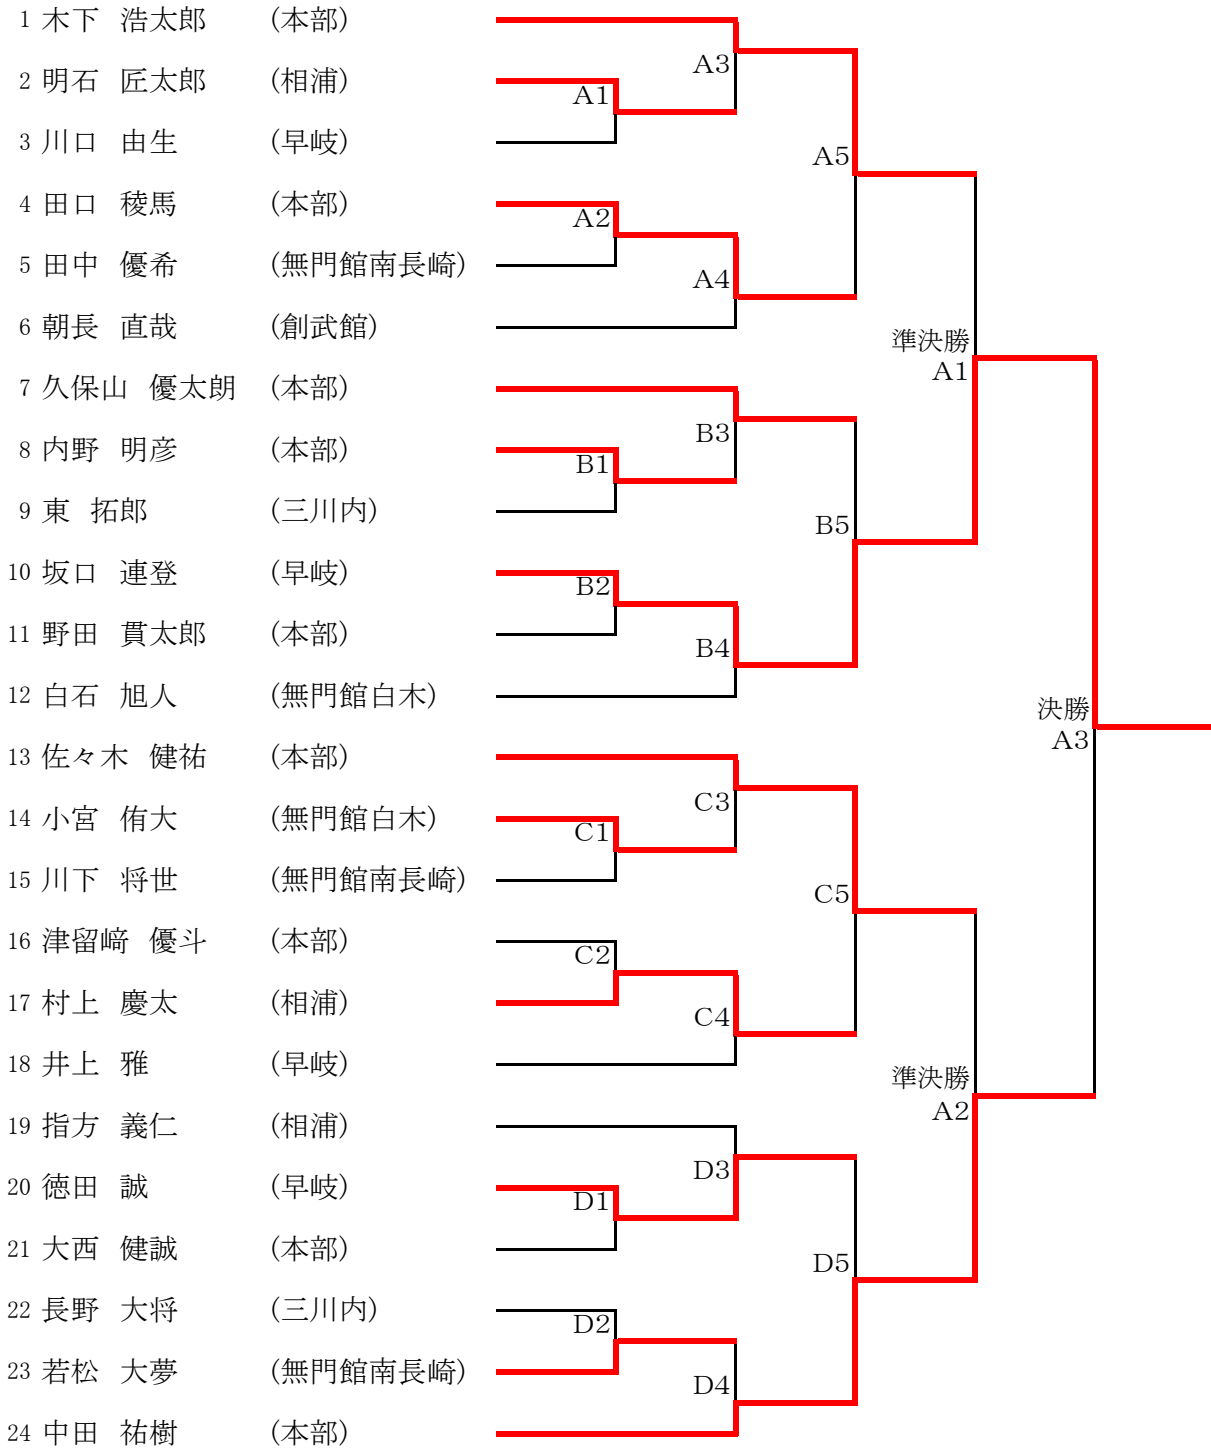 1 木下 浩太郎 (本部)
2 明石 匠太郎 (相浦)
3 川口 由生 (早岐)
4 田口 稜馬 (本部)
5 田中 優希 (無門館南長崎)
6 朝長 直哉 (創武館)
7 久保山 優太朗 (本部)
8 内野 明彦 (本部)
9 東 拓郎 (三川内)
10 坂口 連登 (早岐)
11 野田 貫太郎 (本部)
12 白石 旭人 (無門館白木)
13 佐々木 健祐 (本部)
14 小宮 侑大 (無門館白木)
15 川下 将世 (無門館南長崎)
16 津留﨑 優斗 (本部)
17 村上 慶太 (相浦)
18 井上 雅 (早岐)
19 指方 義仁 (相浦)
20 徳田 誠 (早岐)
21 大西 健誠 (本部)
22 長野 大将 (三川内)
23 若松 大夢 (無門館南長崎)
24 中田 祐樹 (本部)
A1
A2
B1
B2
C1
C2
D1
D2
A3
A4
B3
B4
C3
C4
D3
D4
A5
B5
C5
D5
準決勝
A1
準決勝
A2
決勝
A3